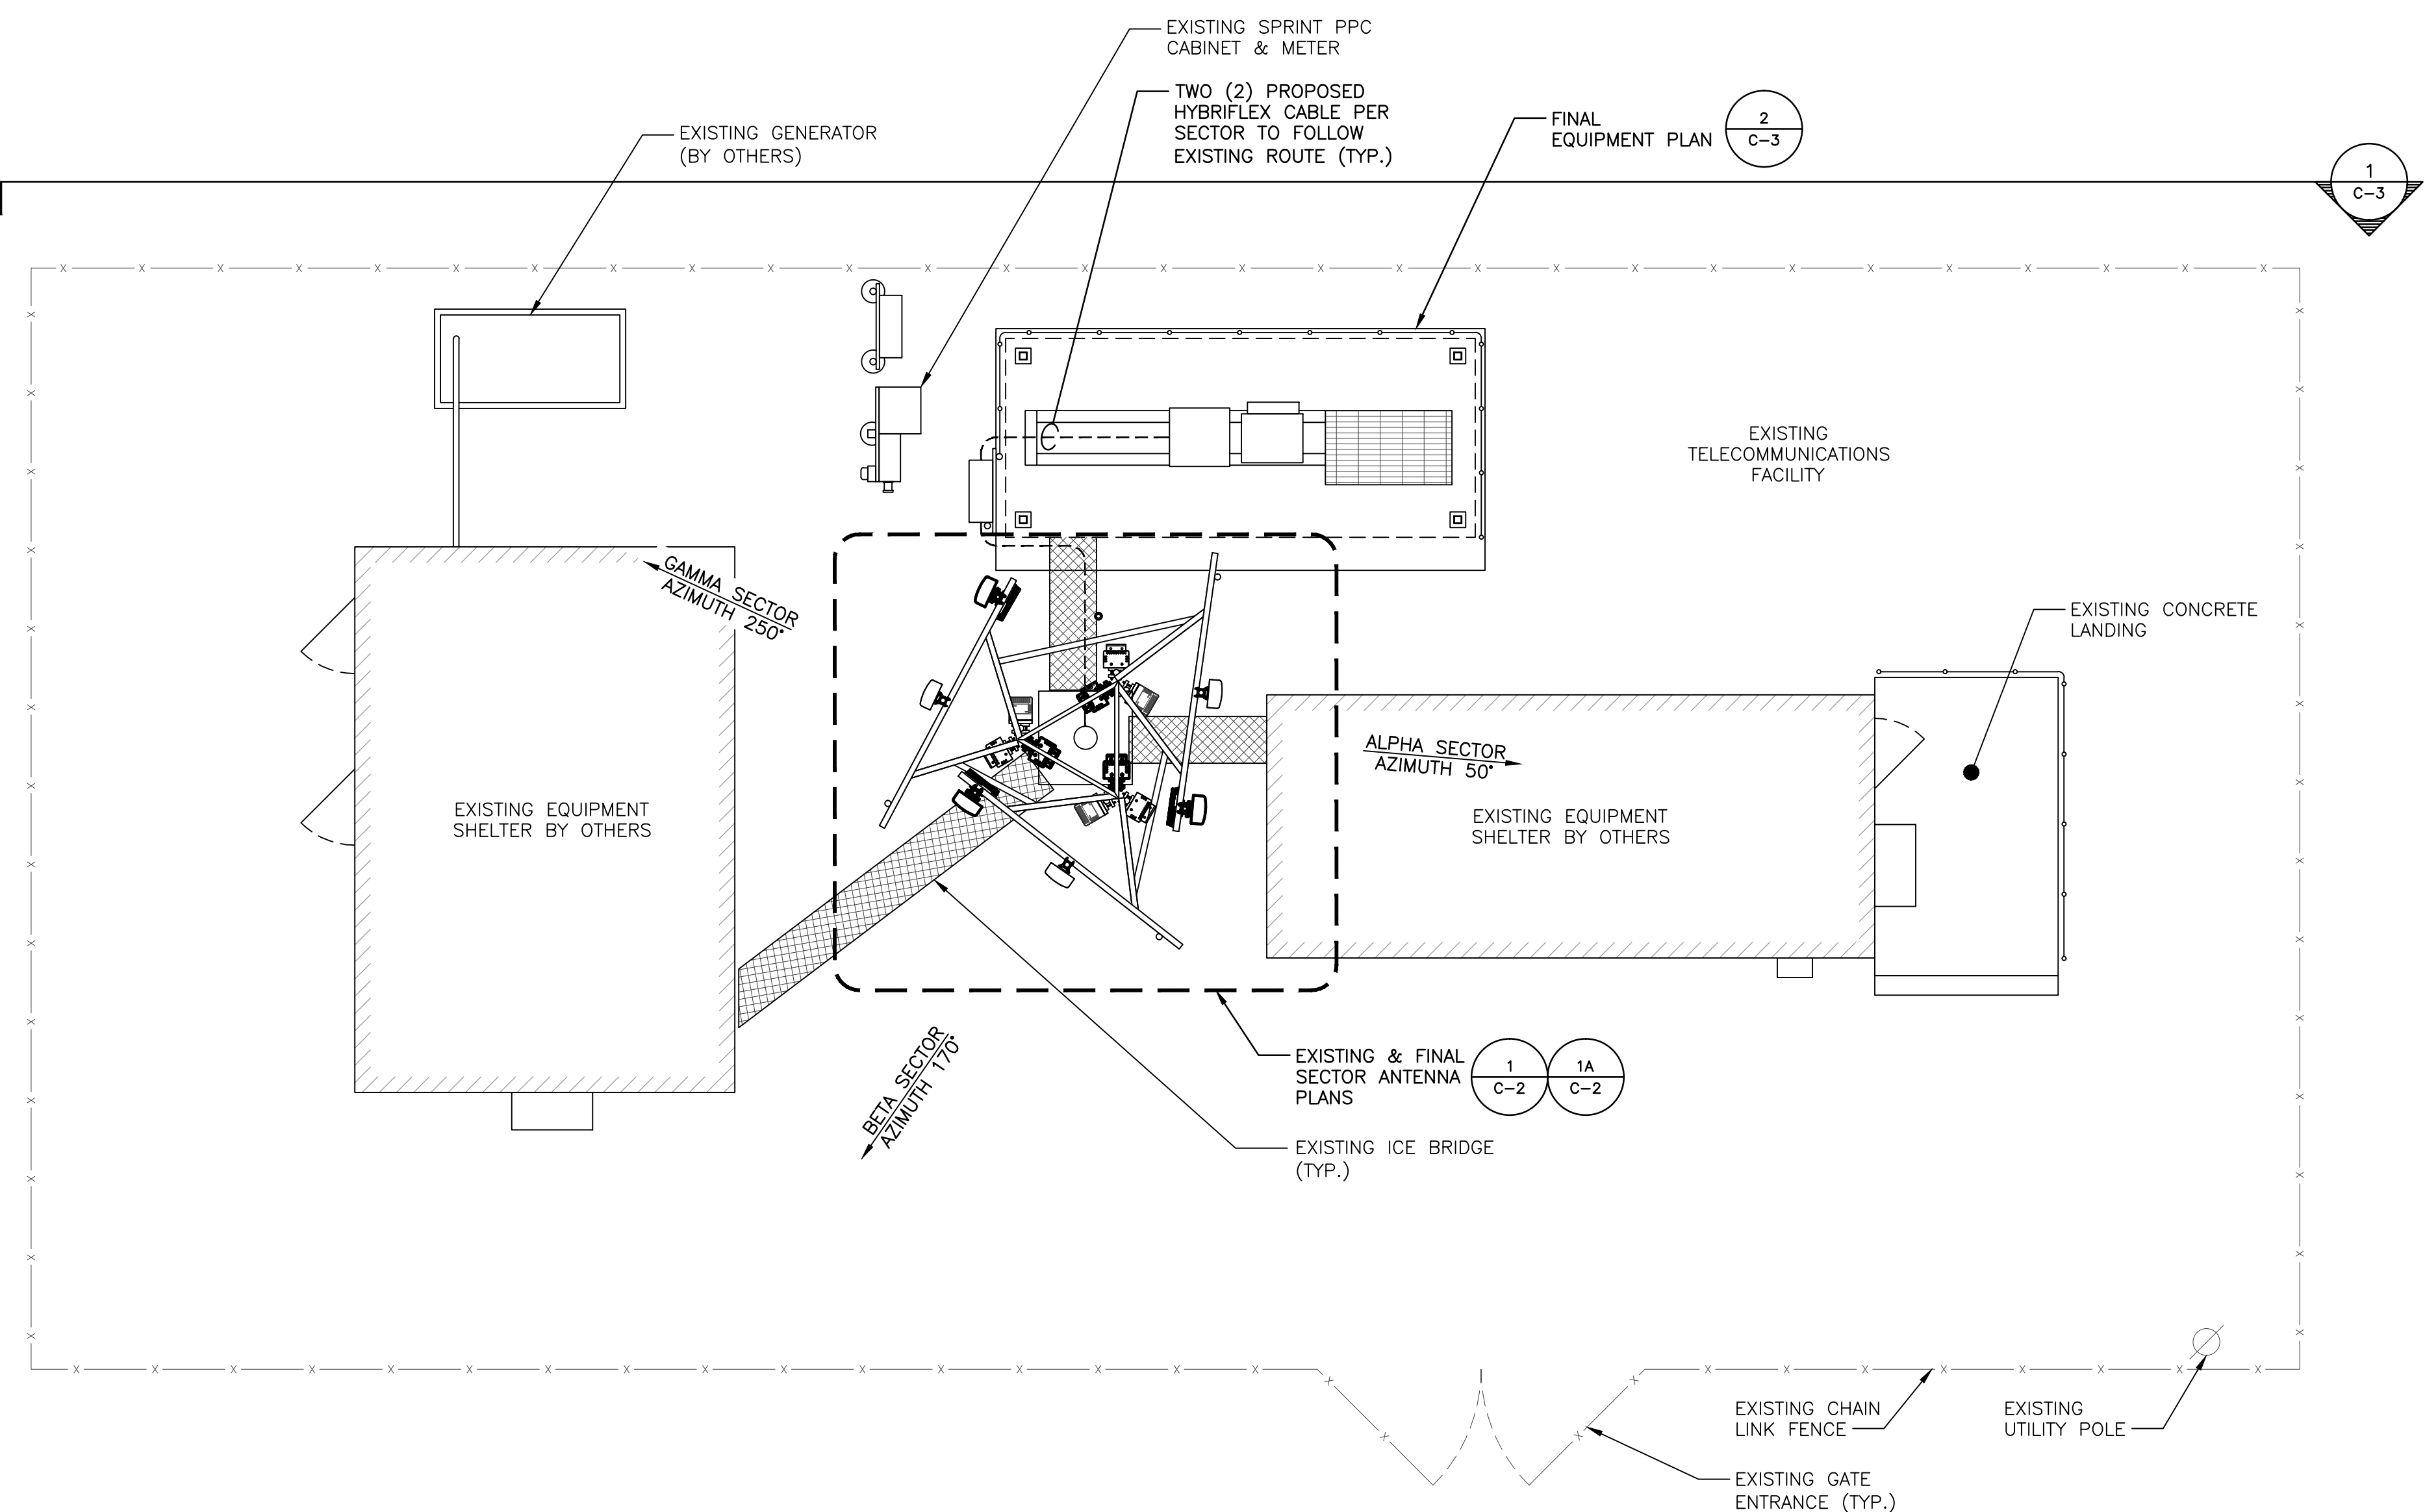 EXISTING SPRINT PPC
CABINET & METER
TWO (2) PROPOSED
HYBRIFLEX CABLE PER
SECTOR TO FOLLOW
EXISTING ROUTE (TYP.)
FINAL
EQUIPMENT PLAN
2
C-3
EXISTING GENERATOR
(BY OTHERS)
1
C-3
EXISTING
TELECOMMUNICATIONS
FACILITY
GAMMA SECTOR
AZIMUTH 250°
EXISTING CONCRETE
LANDING
ALPHA SECTOR
AZIMUTH 50°
EXISTING EQUIPMENT
SHELTER BY OTHERS
EXISTING EQUIPMENT
SHELTER BY OTHERS
BETA SECTOR
AZIMUTH 170°
EXISTING & FINAL
SECTOR ANTENNA
PLANS
1
C-2
1A
C-2
EXISTING ICE BRIDGE
(TYP.)
EXISTING CHAIN
LINK FENCE
EXISTING
UTILITY POLE
EXISTING GATE
ENTRANCE (TYP.)